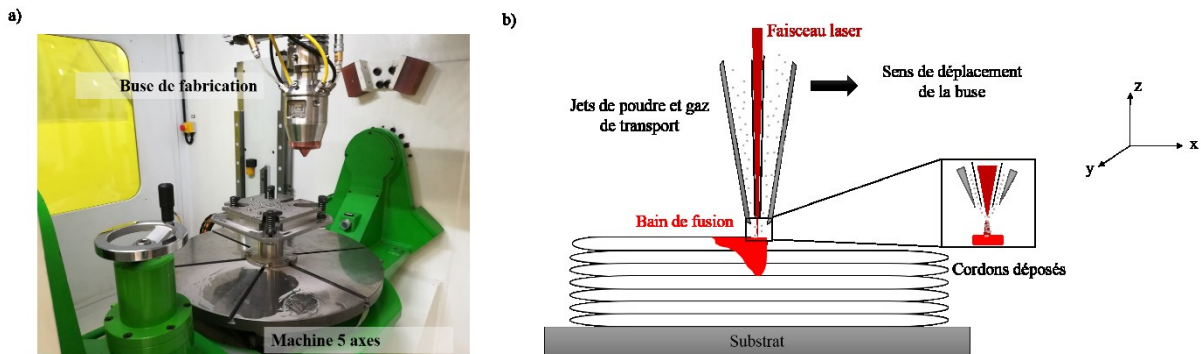 a)
Buse de fabrication
Machine 5 axes
b)
Faisceau laser
Jets de poudre et gaz
de transport
Sens de déplacement
de la buse
z
x
y
Bain de fusion
Cordons déposés
Substrat